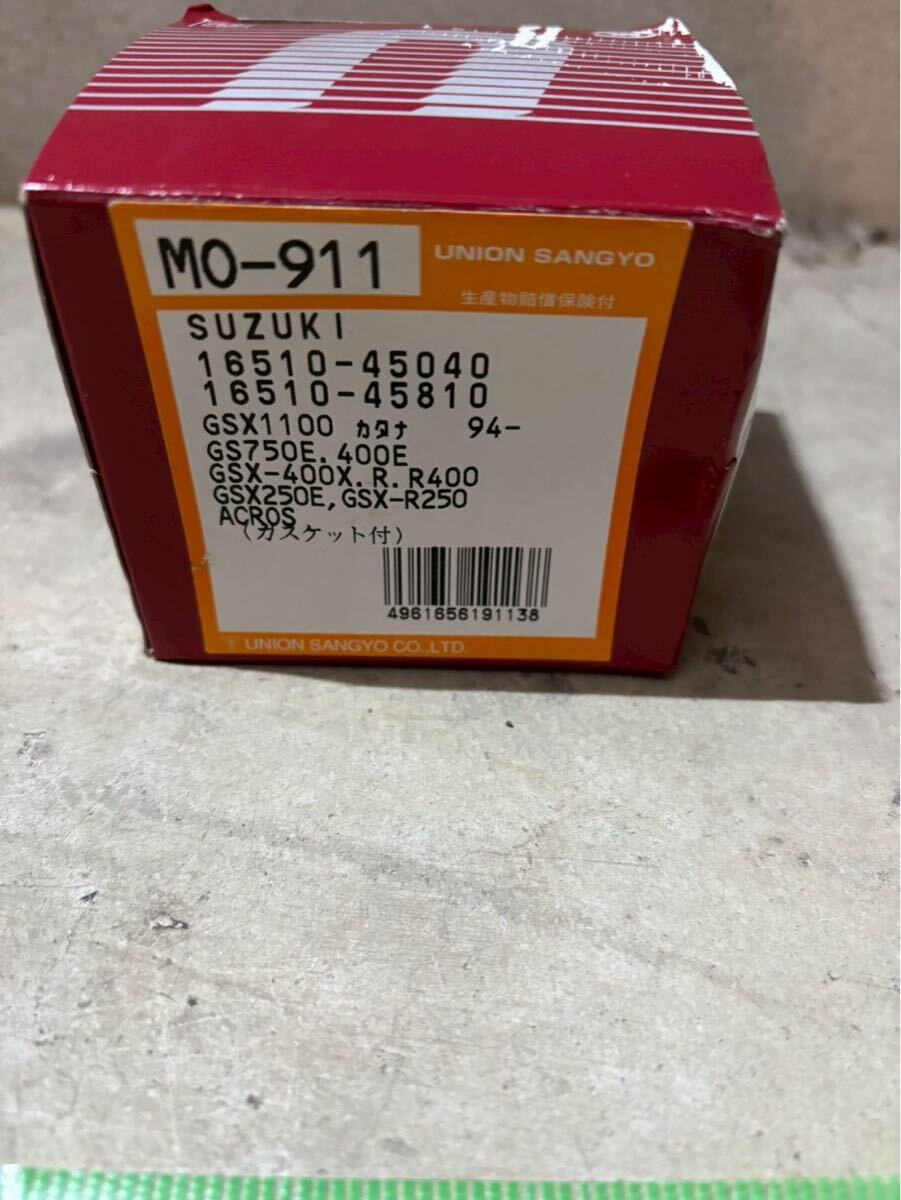 MO-911
UNION SANGYO
生産物賠償保険付
SUZUKI
16510-45040
16510-45810
GSX1100 カタナ 94-
GS750E. 400E
GSX-400X. R. R400
GSX250E, GSX-R250
ACROS
(ガスケット付)
4961656191138
UNION SANGYO CO.,LTD.